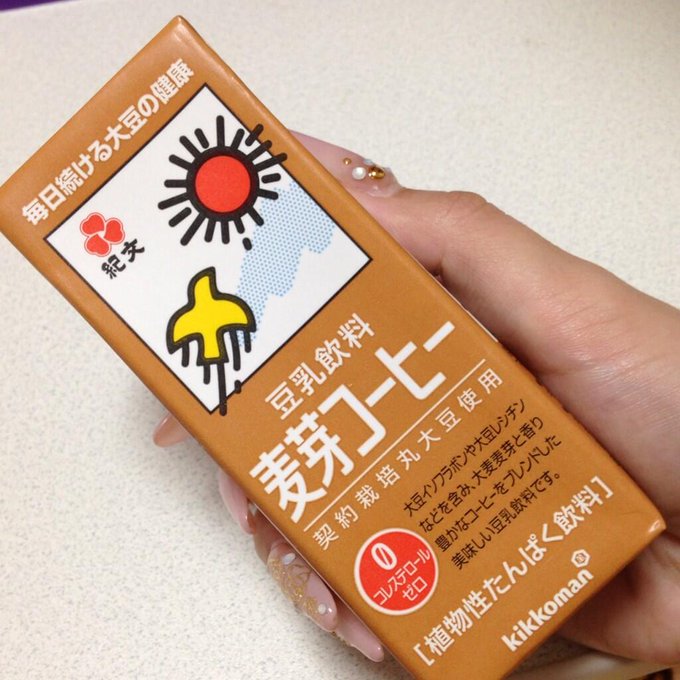 毎日続ける大豆の健康
紀文
豆乳飲料
麦芽コーヒー
契約栽培丸大豆使用
大豆イソフラボンや大豆レシチン
などを含み、大麦麦芽と香り
豊かなコーヒーをブレンドした
美味しい豆乳飲料です。
0
コレステロール
ゼロ
[植物性たんぱく飲料]
kikkoman